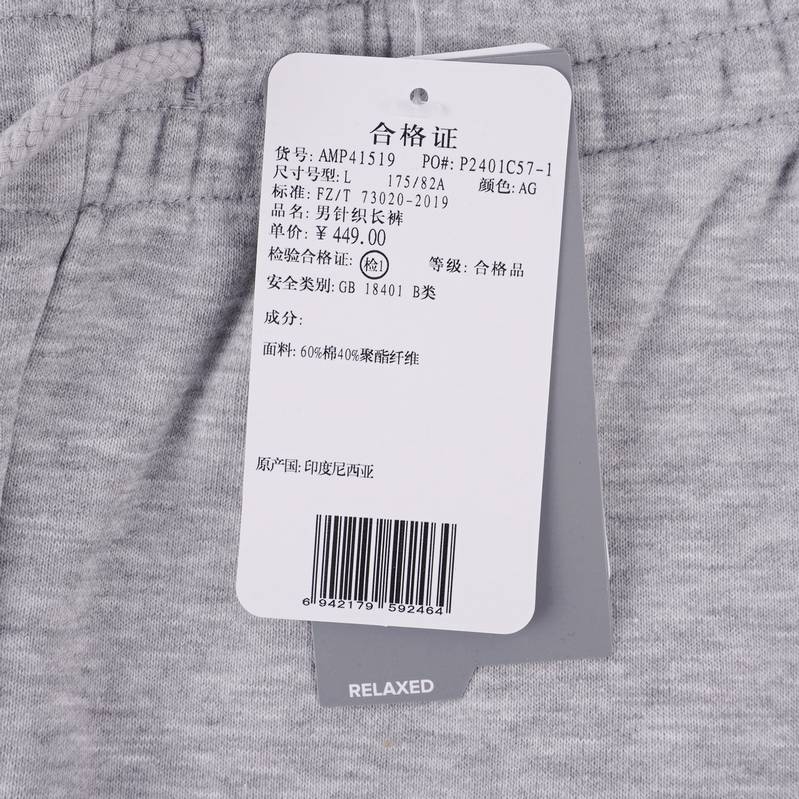 合格证
货号: AMP41519 PO#: P2401C57-1
尺寸号型: L 175/82A 颜色: AG
标准: FZ/T 73020-2019
品名: 男针织长裤
单价: ¥ 449.00
检验合格证: 检1 等级: 合格品
安全类别: GB 18401 B类
成分:
面料: 60%棉40%聚酯纤维
原产国: 印度尼西亚
6 942179 592464
RELAXED